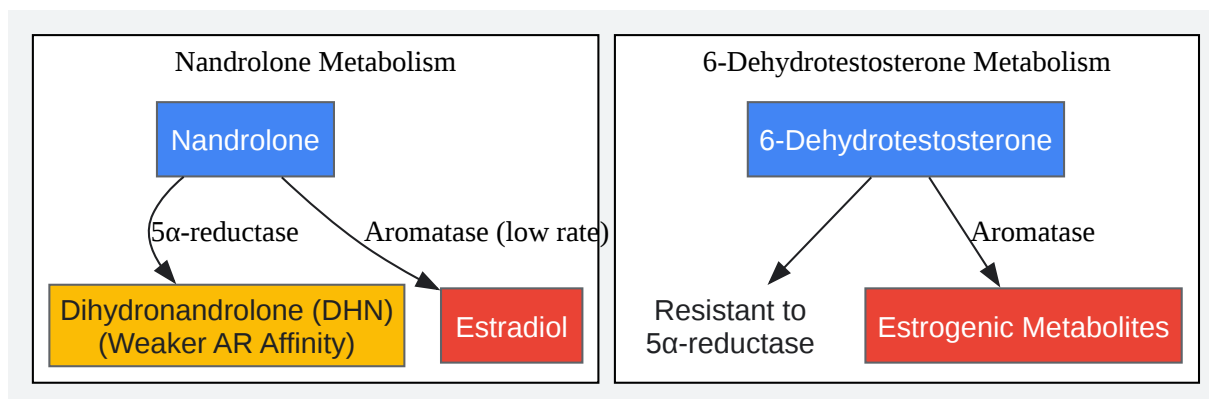 Nandrolone Metabolism
Nandrolone
5α-reductase
Aromatase (low rate)
Dihydronandrolone (DHN)
(Weaker AR Affinity)
Estradiol
6-Dehydrotestosterone Metabolism
6-Dehydrotestosterone
Aromatase
Resistant to
5α-reductase
Estrogenic Metabolites